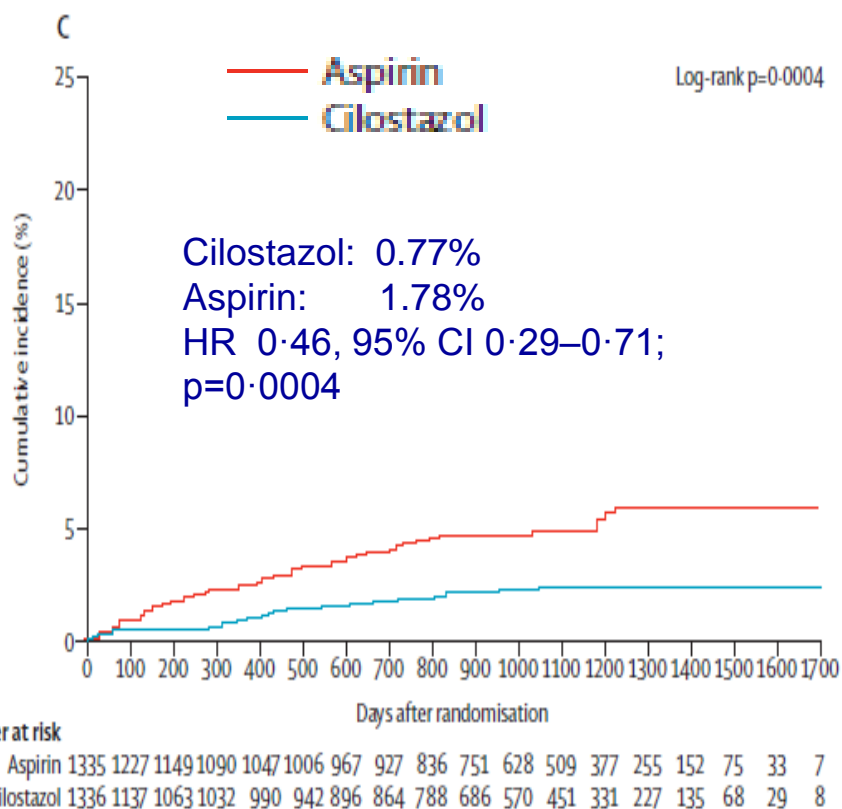 C
Aspirin
Cilostazol
Log-rank p=0·0004
Cumulative incidence (%)
25
20
15
10
5
0
Cilostazol: 0.77%
Aspirin: 1.78%
HR 0·46, 95% CI 0·29–0·71;
p=0·0004
0 100 200 300 400 500 600 700 800 900 1000 1100 1200 1300 1400 1500 1600 1700
Days after randomisation
er at risk
Aspirin 1335 1227 1149 1090 1047 1006 967 927 836 751 628 509 377 255 152 75 33 7
ilostazol 1336 1137 1063 1032 990 942 896 864 788 686 570 451 331 227 135 68 29 8